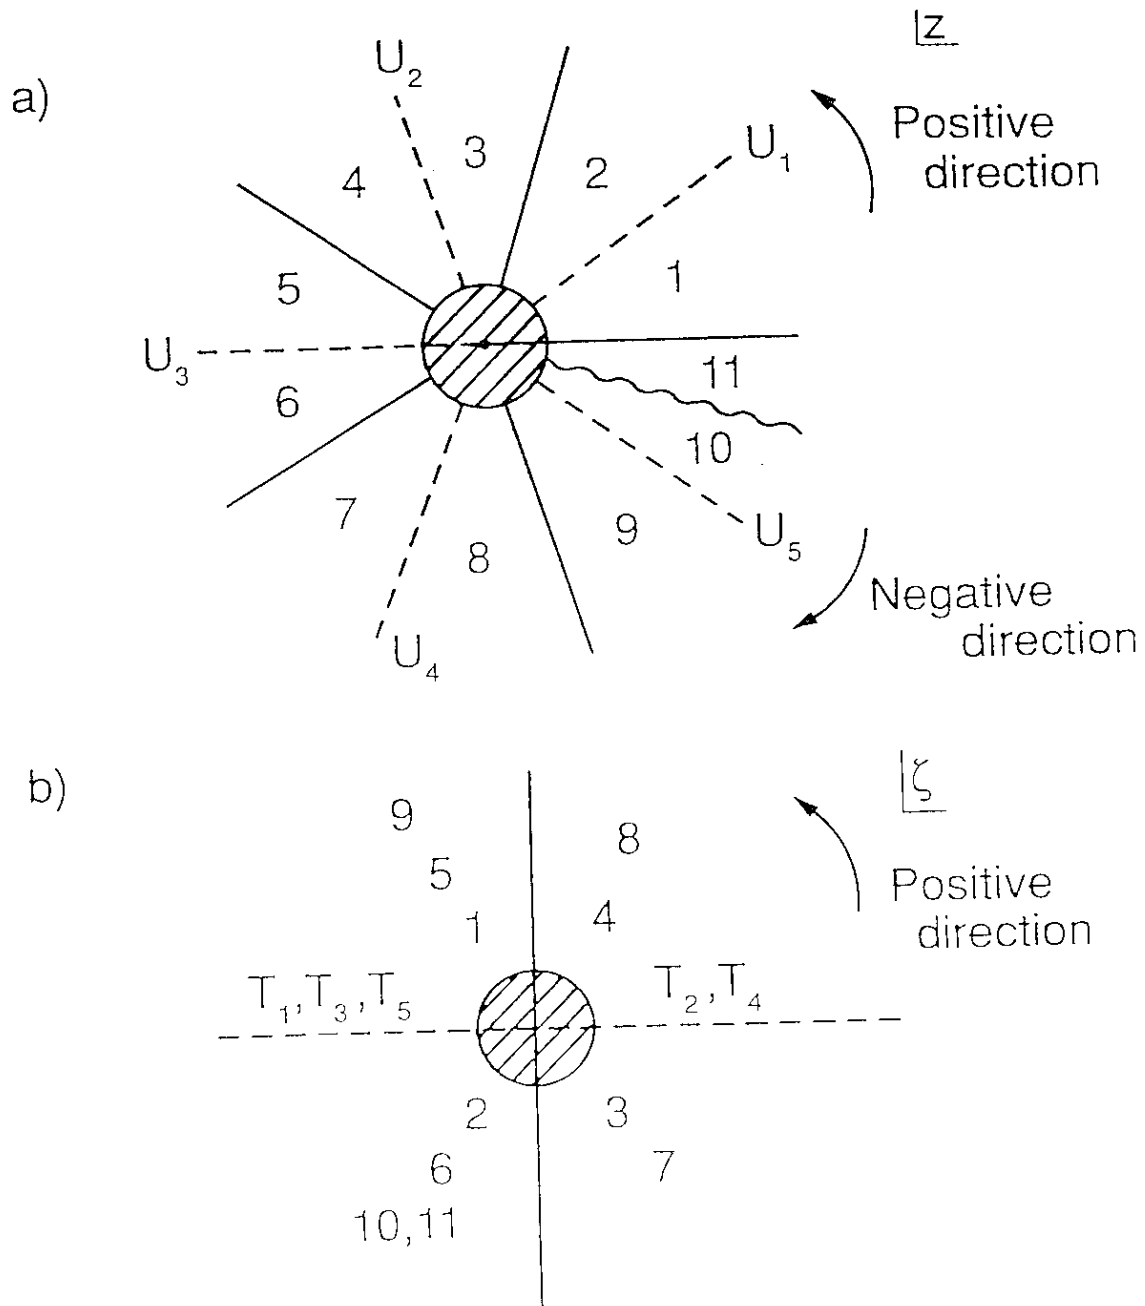 z
a)
U₂
Positive
direction
U₁
3
2
4
1
5
U₃
11
6
10
7
9
U₅
8
Negative
direction
U₄
b)
ζ
9
8
5
Positive
direction
1
4
T₁,T₃,T₅
T₂,T₄
2
3
6
7
10,11